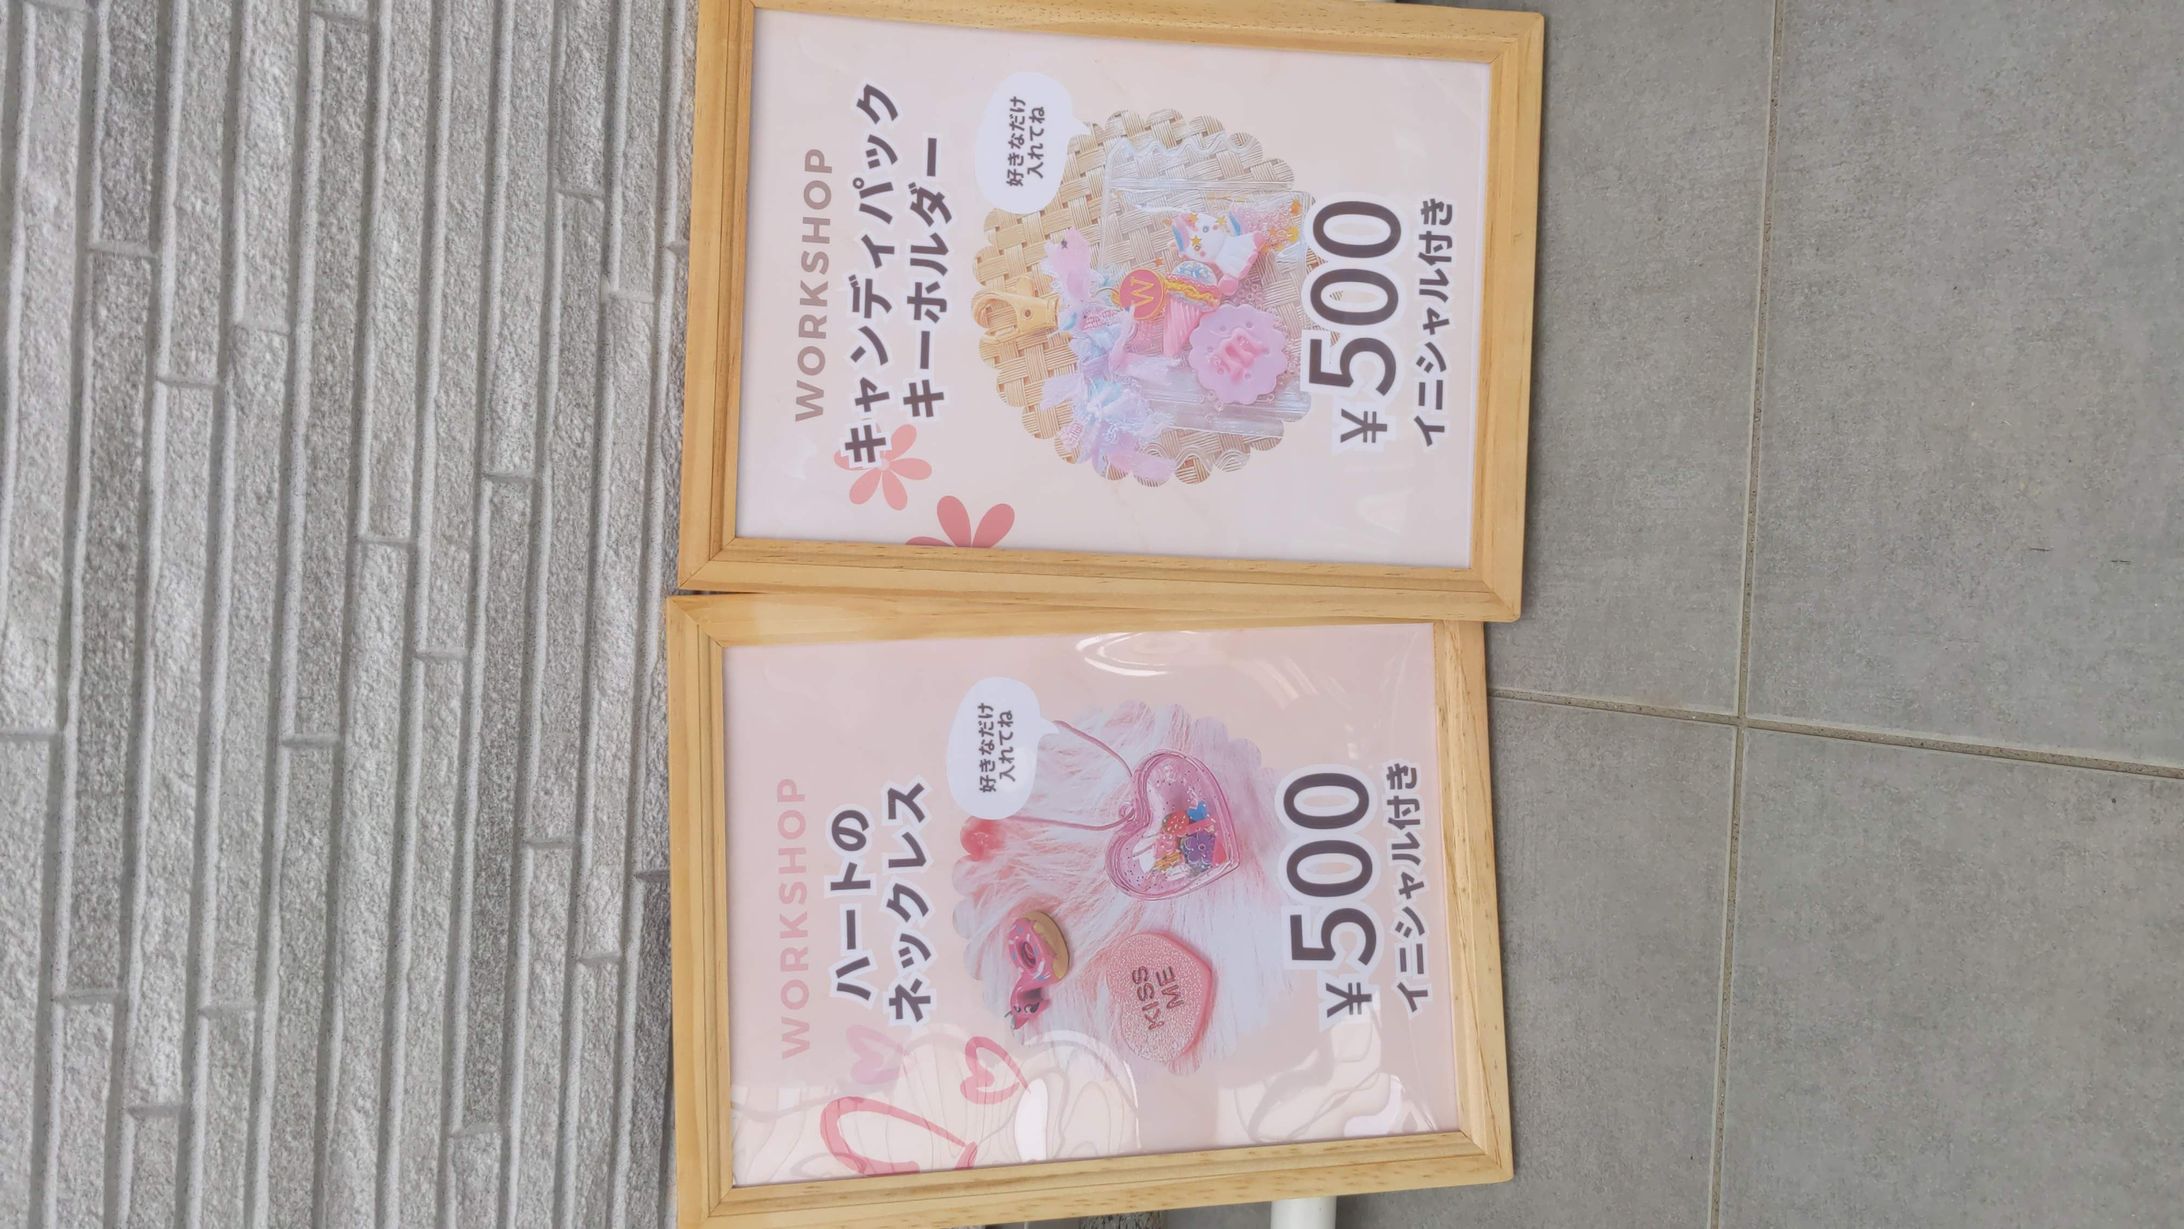 WORKSHOP
ハートの
ネックレス
好きなだけ
入れてね
KISS
ME
¥500
イニシャル付き
WORKSHOP
キャンディパック
キーホルダー
好きなだけ
入れてね
W
¥500
イニシャル付き